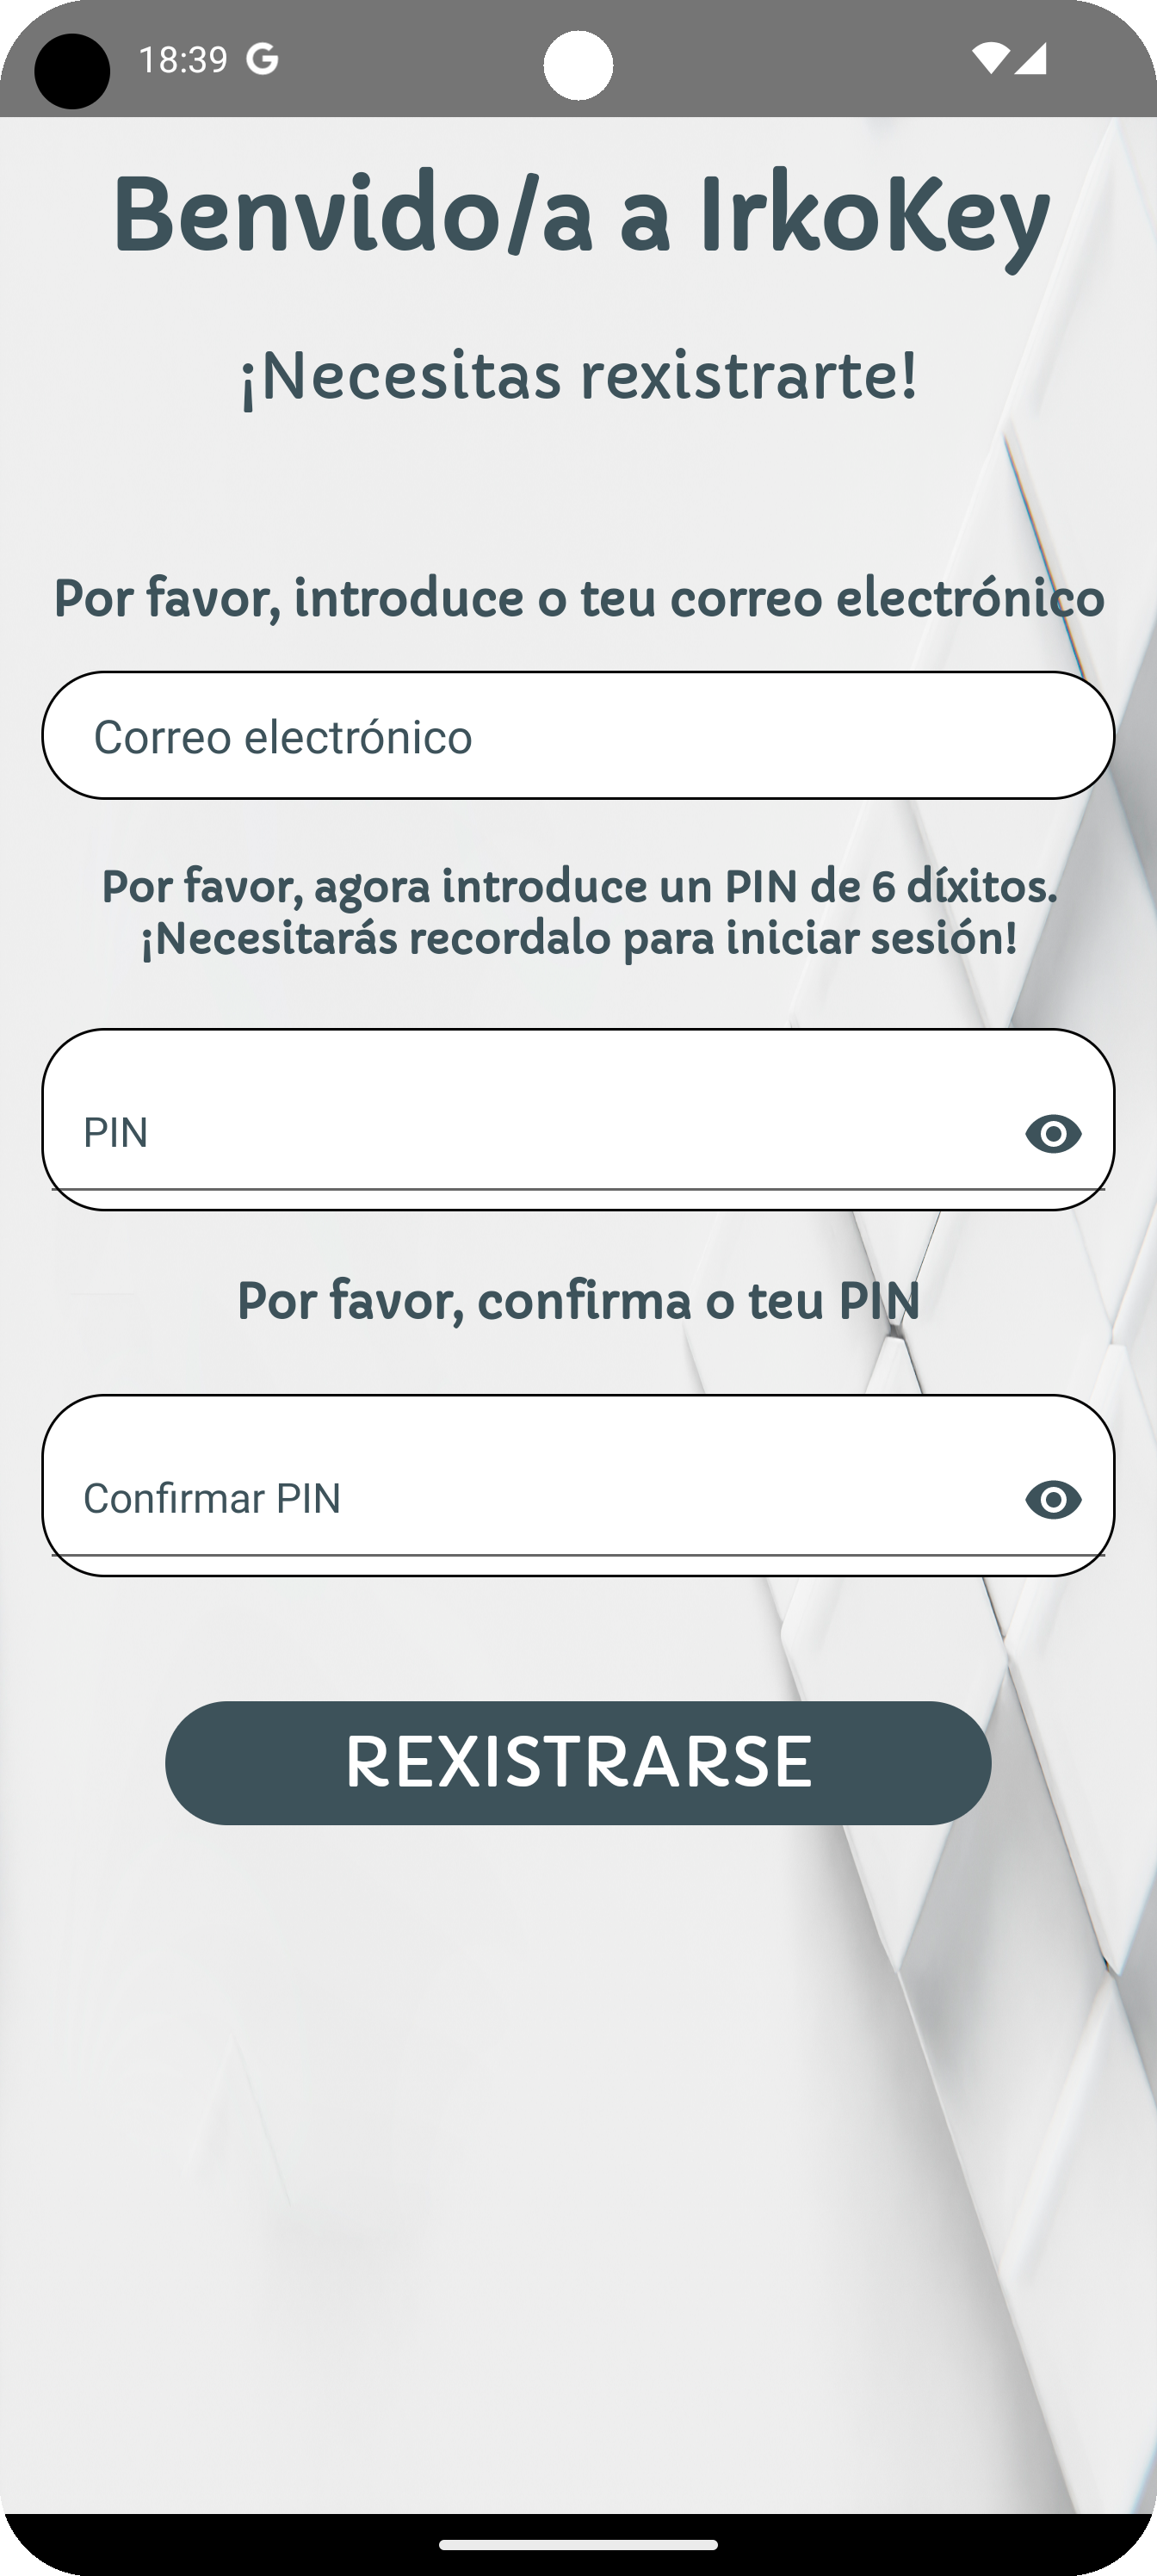 18:39
Benvido/a a IrkoKey
¡Necesitas rexistrarte!
Por favor, introduce o teu correo electrónico
Correo electrónico
Por favor, agora introduce un PIN de 6 díxitos.
¡Necesitarás recordalo para iniciar sesión!
PIN
Por favor, confirma o teu PIN
Confirmar PIN
REXISTRARSE